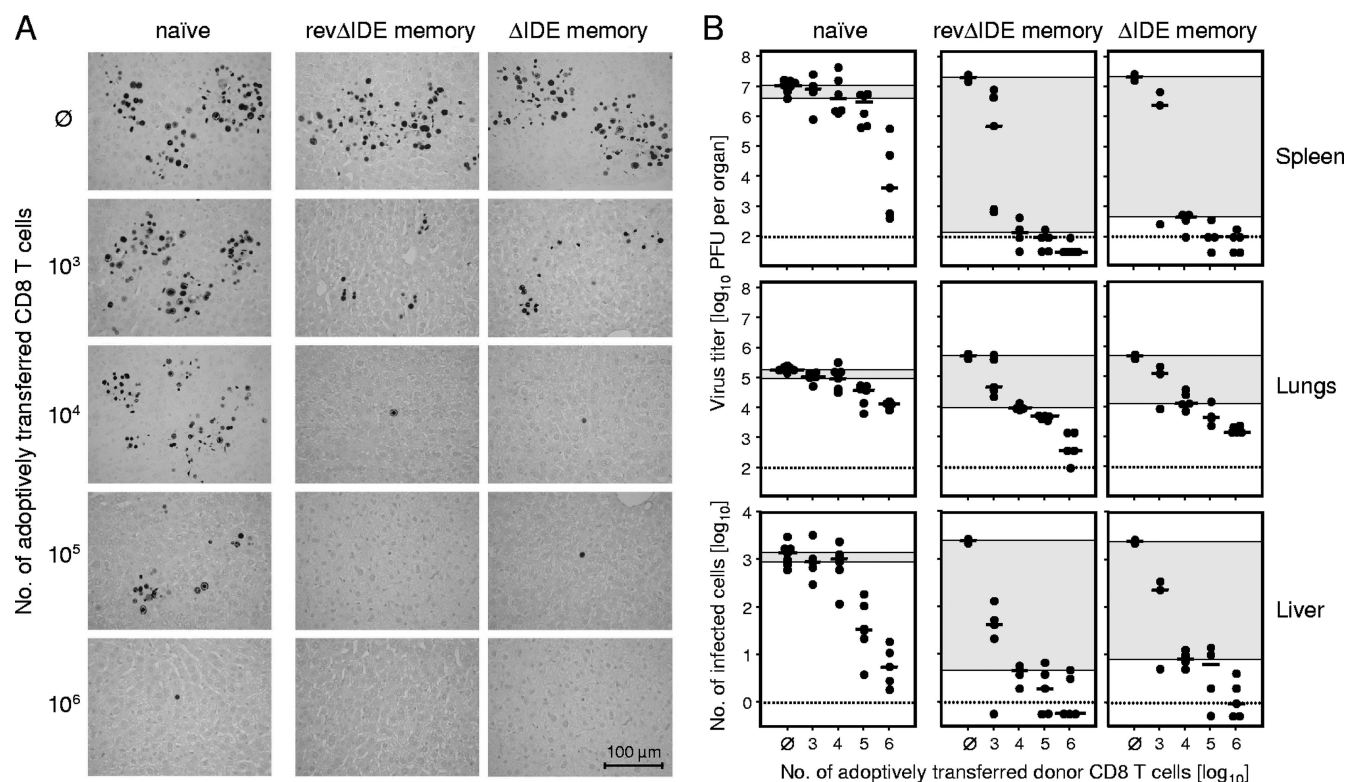 A
naïve
revΔIDE memory
ΔIDE memory
No. of adoptively transferred CD8 T cells
Ø
10³
10⁴
10⁵
10⁶
100 µm
B
naïve
revΔIDE memory
ΔIDE memory
Virus titer [log₁₀ PFU per organ]
8
7
6
5
4
3
2
1
Spleen
8
7
6
5
4
3
2
1
Lungs
No. of infected cells [log₁₀]
4
3
2
1
0
Liver
Ø 3 4 5 6
Ø 3 4 5 6
Ø 3 4 5 6
No. of adoptively transferred donor CD8 T cells [log₁₀]